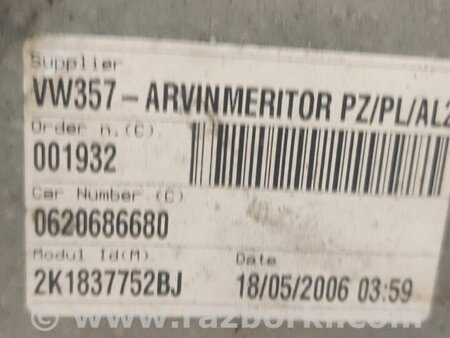 Supplier
VW357 - ARVINMERITOR PZ/PL/AL2
Order n.(C)
001932
Car Number (C)
0620686680
Modul Id(M)
Date
2K1837752BJ
18/05/2006 03:59
© www.razborki.com